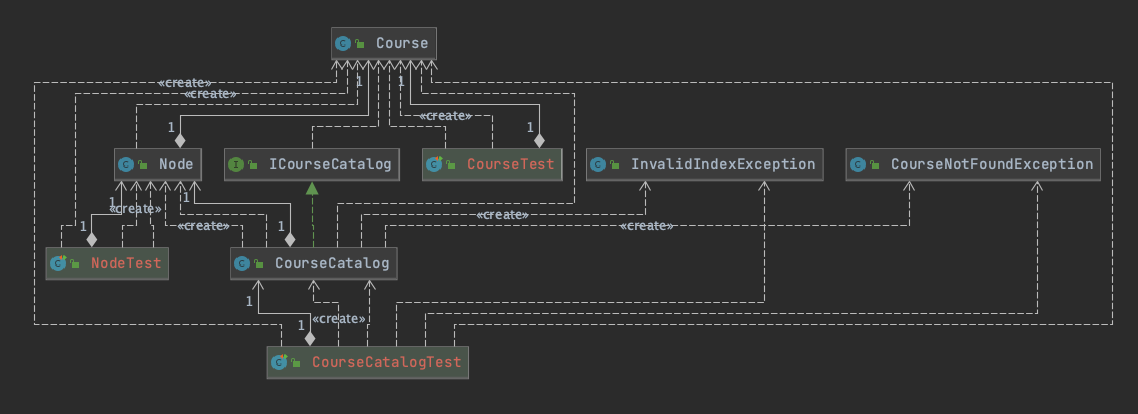 Course
«create»
1
1
«create»
«create»
1
1
Node
ICourseCatalog
CourseTest
InvalidIndexException
CourseNotFoundException
1
1
«create»
«create»
1
«create»
1
«create»
NodeTest
CourseCatalog
1
«create»
1
CourseCatalogTest